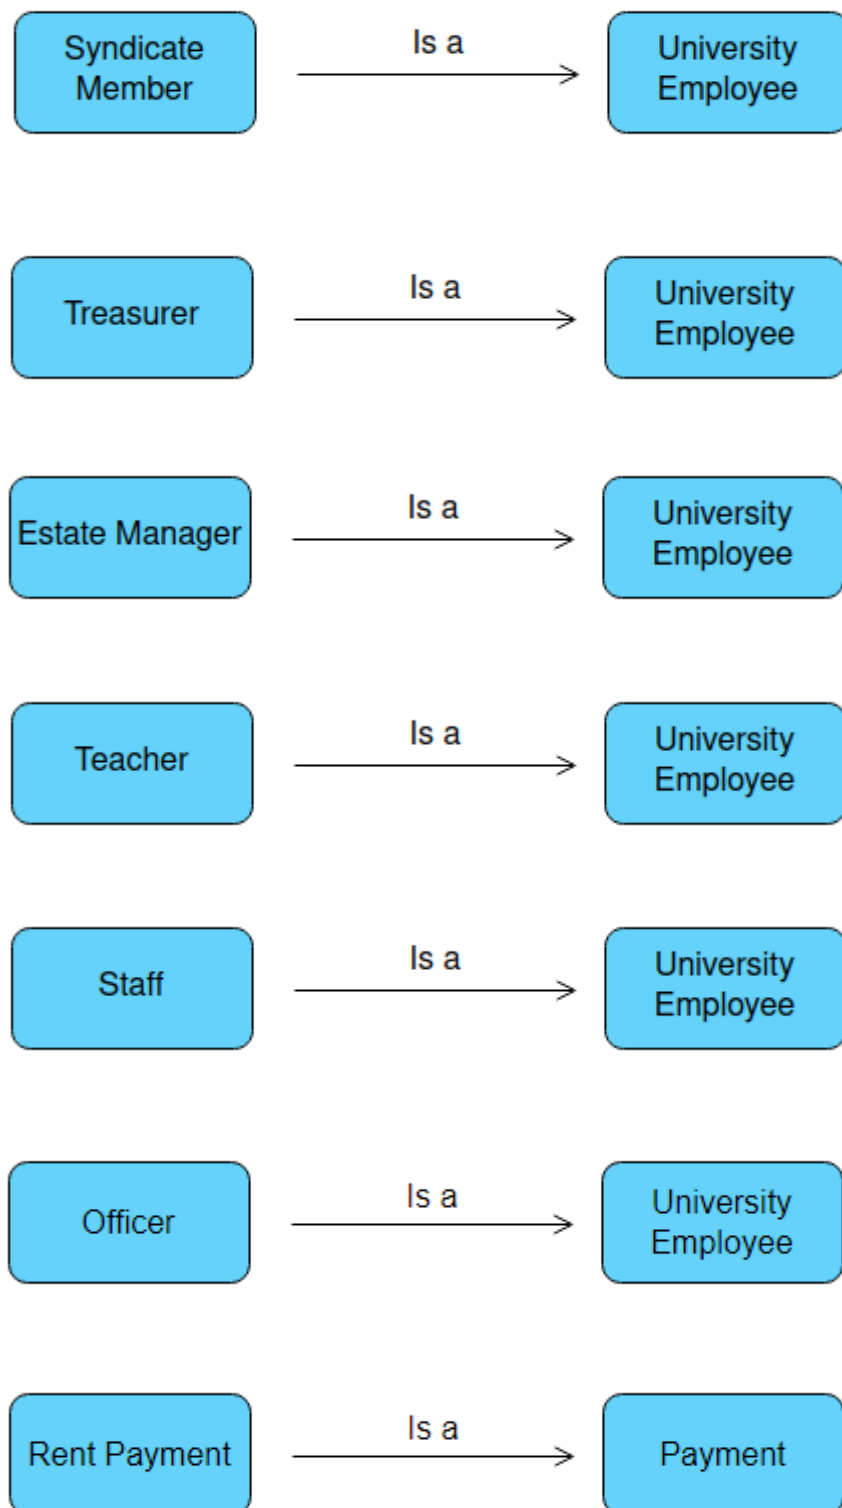 Syndicate
Member
Is a
University
Employee
Treasurer
Is a
University
Employee
Estate Manager
Is a
University
Employee
Teacher
Is a
University
Employee
Staff
Is a
University
Employee
Officer
Is a
University
Employee
Rent Payment
Is a
Payment